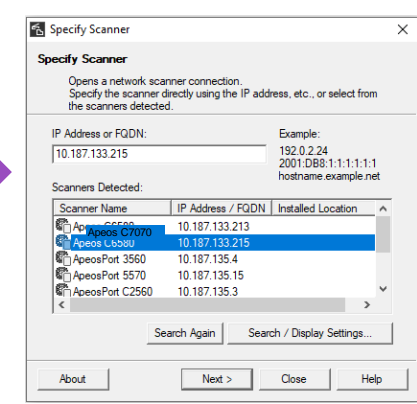 Specify Scanner
Specify Scanner
Opens a network scanner connection.
Specify the scanner directly using the IP address, etc., or select from
the scanners detected.
IP Address or FQDN:
Example:
10.187.133.215
192.0.2.24
2001:DB8:1:1:1:1:1:1
hostname.example.net
Scanners Detected:
Scanner Name IP Address / FQDN Installed Location
10.187.133.213
Apeos C7070
Apeos C6580 10.187.133.215
ApeosPort 3560 10.187.135.4
ApeosPort 5570 10.187.135.15
ApeosPort C2560 10.187.135.3
Search Again Search / Display Settings...
About Next > Close Help